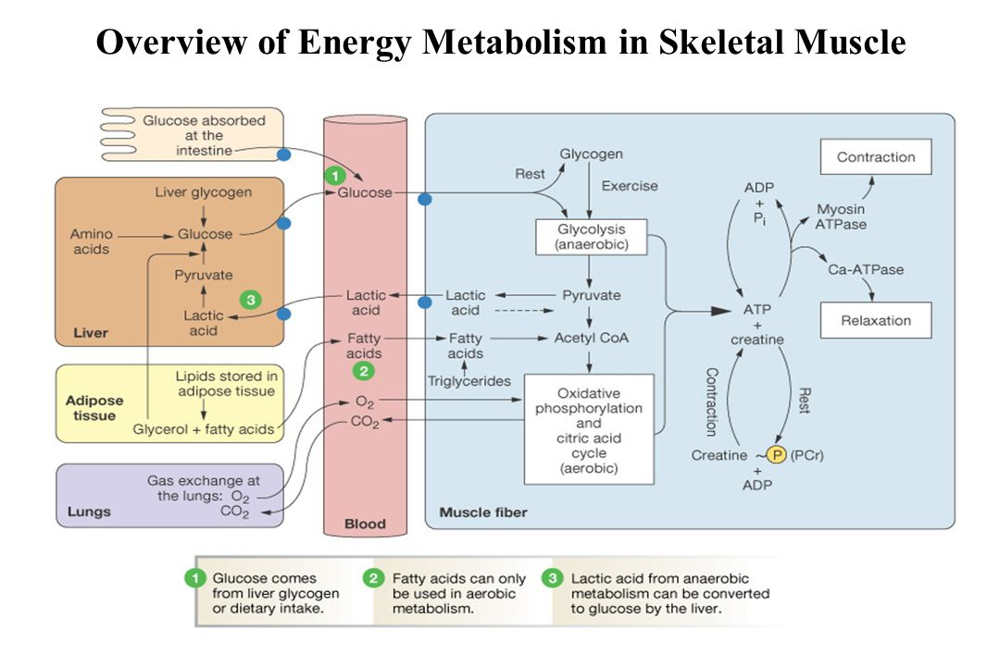 Overview of Energy Metabolism in Skeletal Muscle
Glucose absorbed
at the
intestine
Liver glycogen
Amino
acids
Glucose
Pyruvate
Lactic
acid
3
Liver
Lipids stored in
adipose tissue
Adipose
tissue
Glycerol + fatty acids
Gas exchange at
the lungs: O₂
CO₂
Lungs
1
Glucose
Lactic
acid
Fatty
acids
2
O₂
CO₂
Blood
Glycogen
Rest
Exercise
Glycolysis
(anaerobic)
Lactic
acid
Pyruvate
Fatty
acids
Acetyl CoA
Triglycerides
Oxidative
phosphorylation
and
citric acid
cycle
(aerobic)
Muscle fiber
ADP
+
Pᵢ
Myosin
ATPase
Contraction
Ca-ATPase
Relaxation
ATP
+
creatine
Contraction
Rest
Creatine ~ P (PCr)
+
ADP
1 Glucose comes
from liver glycogen
or dietary intake.
2 Fatty acids can only
be used in aerobic
metabolism.
3 Lactic acid from anaerobic
metabolism can be converted
to glucose by the liver.